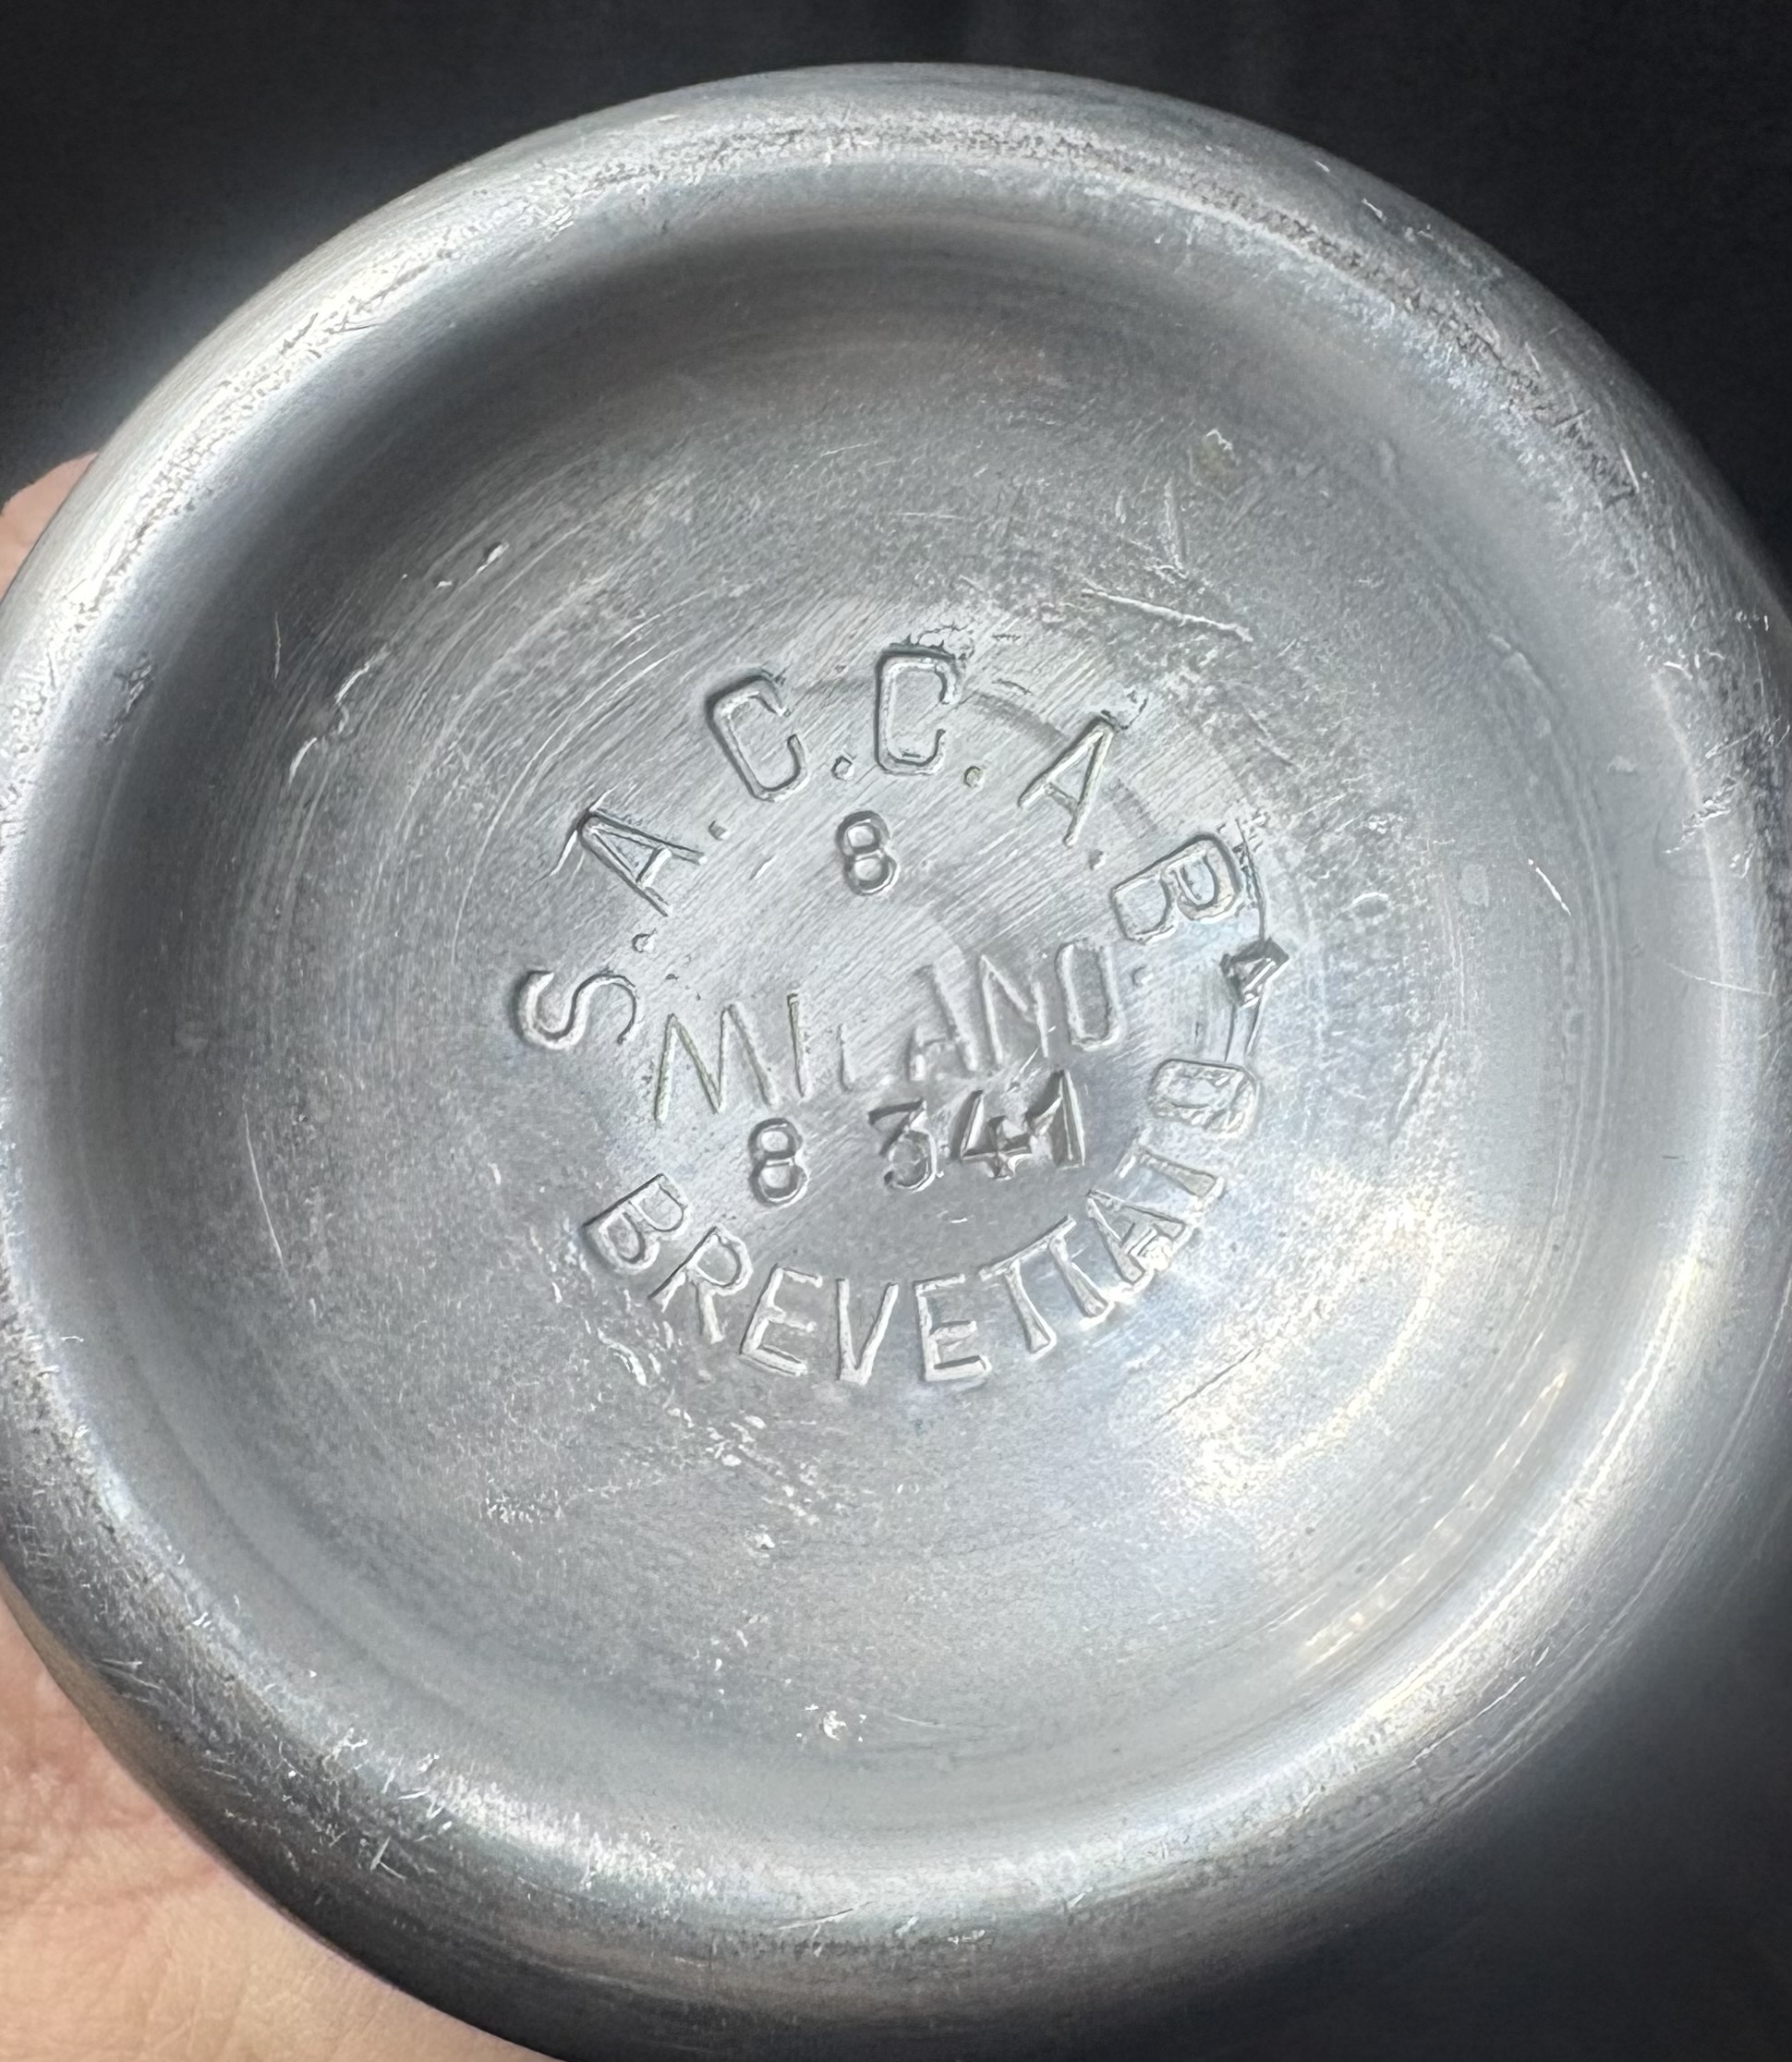 S.A.C.C.A.B.
8
MILANO
8 341
BREVETTATO